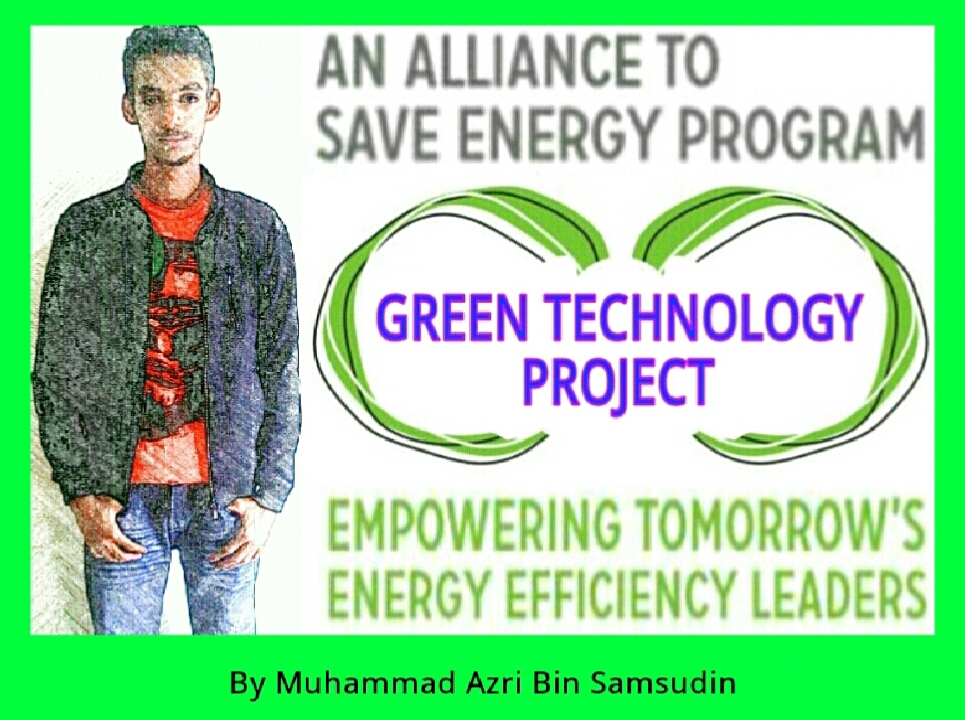 AN ALLIANCE TO
SAVE ENERGY PROGRAM
GREEN TECHNOLOGY
PROJECT
EMPOWERING TOMORROW'S
ENERGY EFFICIENCY LEADERS
By Muhammad Azri Bin Samsudin